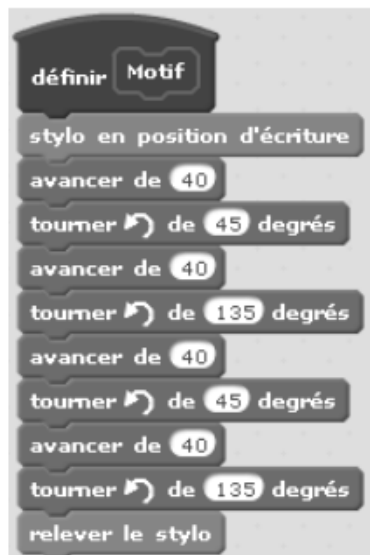 définir Motif
stylo en position d'écriture
avancer de 40
tourner de 45 degrés
avancer de 40
tourner de 135 degrés
avancer de 40
tourner de 45 degrés
avancer de 40
tourner de 135 degrés
relever le stylo